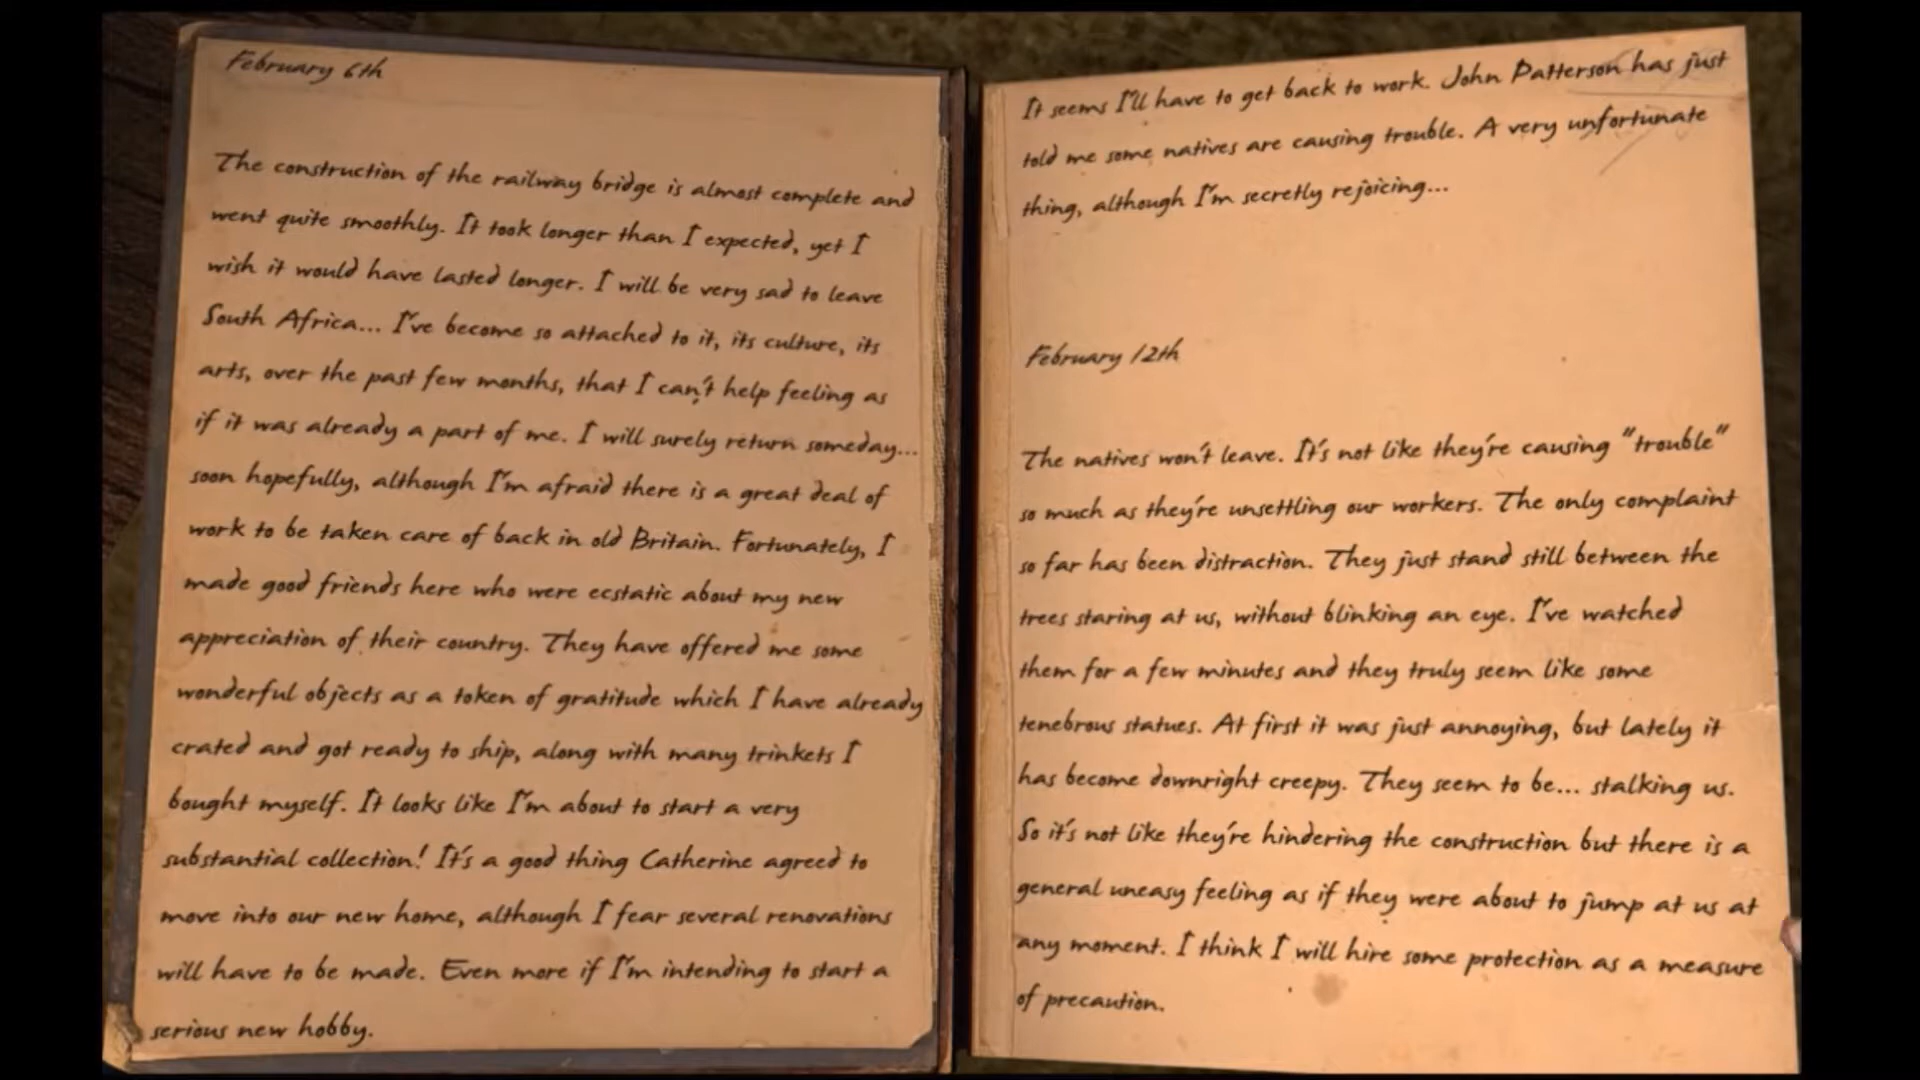 February 6th
The construction of the railway bridge is almost complete and
went quite smoothly. It took longer than I expected, yet I
wish it would have lasted longer. I will be very sad to leave
South Africa... I've become so attached to it, its culture, its
arts, over the past few months, that I can't help feeling as
if it was already a part of me. I will surely return someday...
soon hopefully, although I'm afraid there is a great deal of
work to be taken care of back in old Britain. Fortunately, I
made good friends here who were ecstatic about my new
appreciation of their country. They have offered me some
wonderful objects as a token of gratitude which I have already
crated and got ready to ship, along with many trinkets I
bought myself. It looks like I'm about to start a very
substantial collection! It's a good thing Catherine agreed to
move into our new home, although I fear several renovations
will have to be made. Even more if I'm intending to start a
serious new hobby.
It seems I'll have to get back to work. John Patterson has just
told me some natives are causing trouble. A very unfortunate
thing, although I'm secretly rejoicing...
February 12th
The natives won't leave. It's not like they're causing "trouble"
so much as they're unsettling our workers. The only complaint
so far has been distraction. They just stand still between the
trees staring at us, without blinking an eye. I've watched
them for a few minutes and they truly seem like some
tenebrous statues. At first it was just annoying, but lately it
has become downright creepy. They seem to be... stalking us.
So it's not like they're hindering the construction but there is a
general uneasy feeling as if they were about to jump at us at
any moment. I think I will hire some protection as a measure
of precaution.